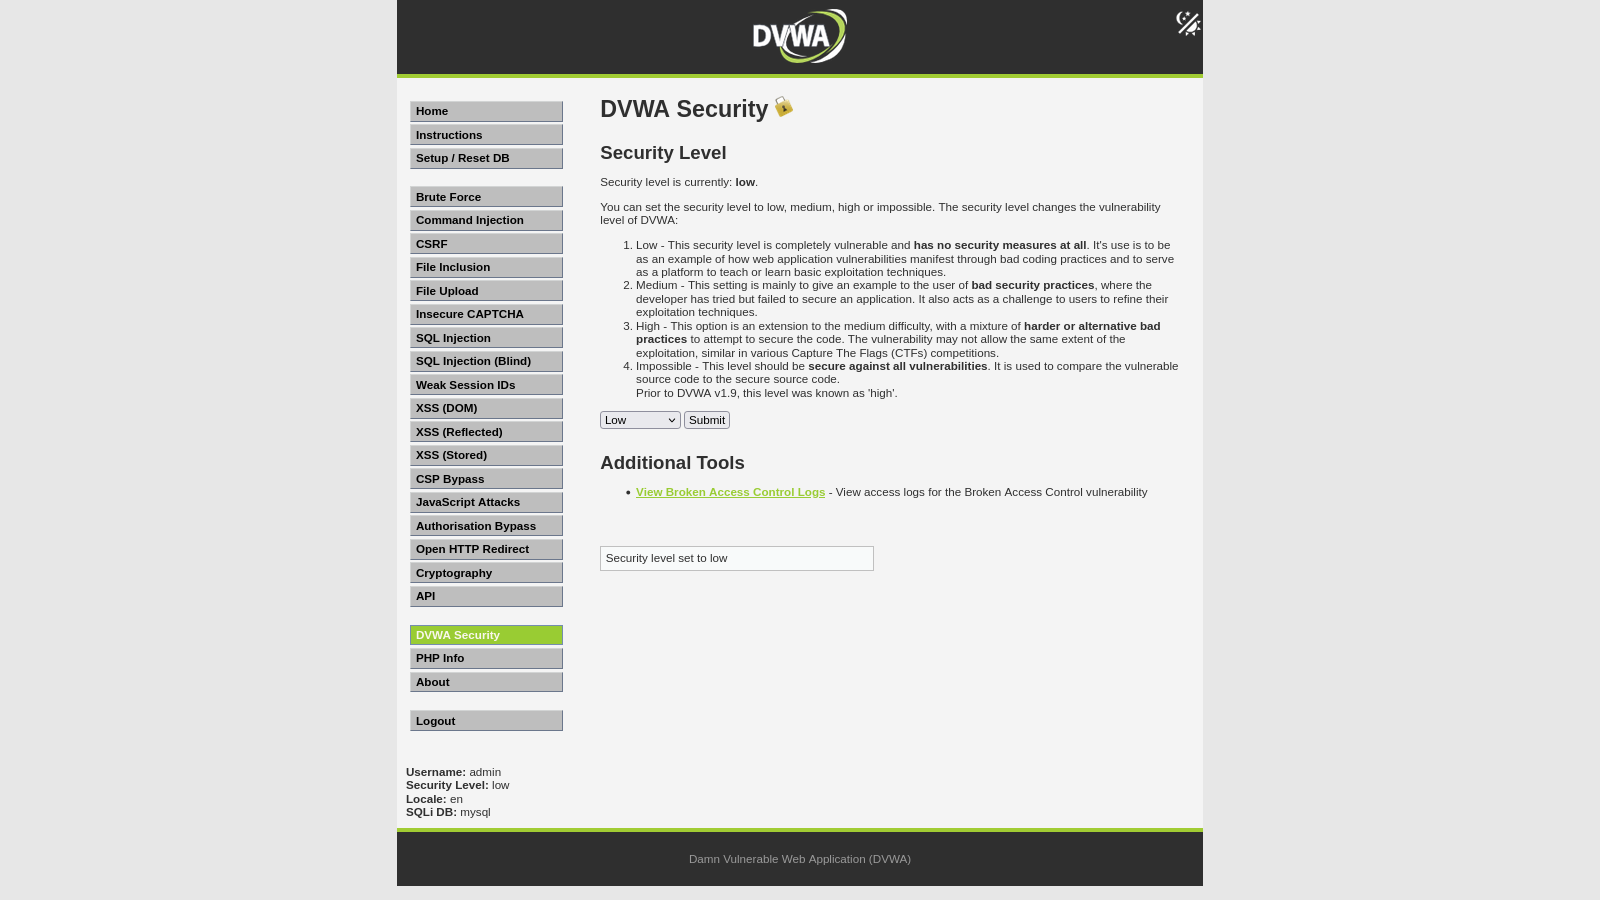 DVWA
Home
Instructions
Setup / Reset DB
Brute Force
Command Injection
CSRF
File Inclusion
File Upload
Insecure CAPTCHA
SQL Injection
SQL Injection (Blind)
Weak Session IDs
XSS (DOM)
XSS (Reflected)
XSS (Stored)
CSP Bypass
JavaScript Attacks
Authorisation Bypass
Open HTTP Redirect
Cryptography
API
DVWA Security
PHP Info
About
Logout
Username: admin
Security Level: low
Locale: en
SQLi DB: mysql
DVWA Security
Security Level
Security level is currently: low.
You can set the security level to low, medium, high or impossible. The security level changes the vulnerability
level of DVWA:
1. Low - This security level is completely vulnerable and has no security measures at all. It's use is to be
as an example of how web application vulnerabilities manifest through bad coding practices and to serve
as a platform to teach or learn basic exploitation techniques.
2. Medium - This setting is mainly to give an example to the user of bad security practices, where the
developer has tried but failed to secure an application. It also acts as a challenge to users to refine their
exploitation techniques.
3. High - This option is an extension to the medium difficulty, with a mixture of harder or alternative bad
practices to attempt to secure the code. The vulnerability may not allow the same extent of the
exploitation, similar in various Capture The Flags (CTFs) competitions.
4. Impossible - This level should be secure against all vulnerabilities. It is used to compare the vulnerable
source code to the secure source code.
Prior to DVWA v1.9, this level was known as 'high'.
Low Submit
Additional Tools
• View Broken Access Control Logs - View access logs for the Broken Access Control vulnerability
Security level set to low
Damn Vulnerable Web Application (DVWA)